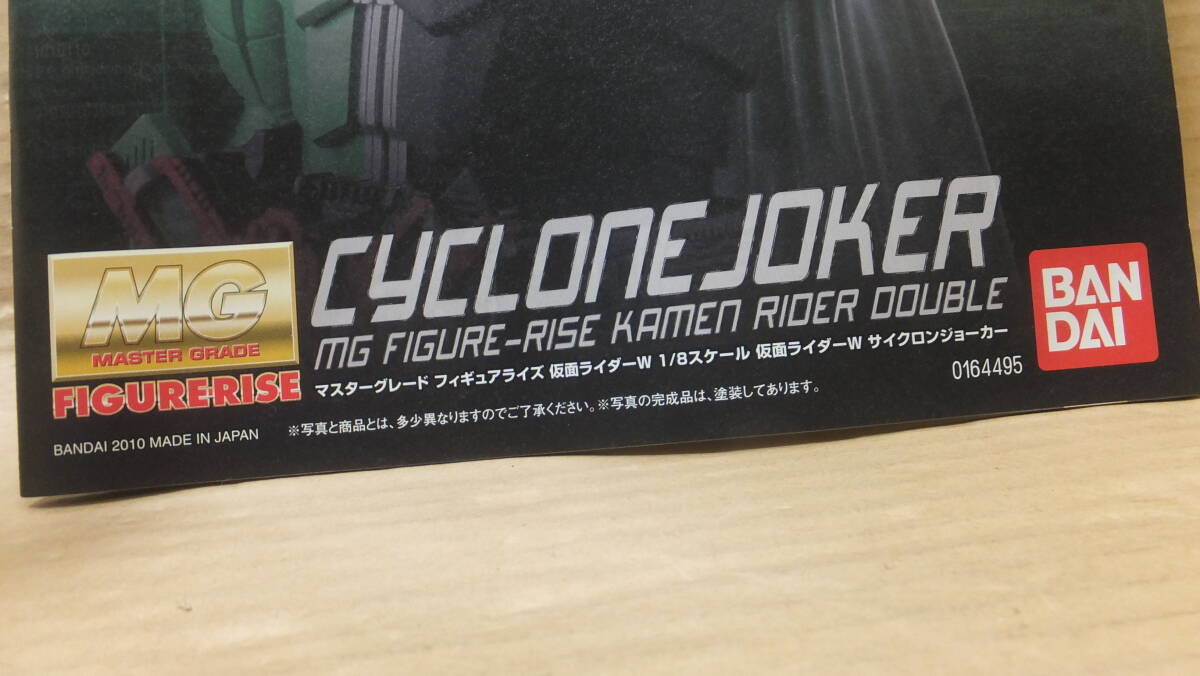 CYCLONEJOKER
MG FIGURE-RISE KAMEN RIDER DOUBLE
マスターグレード フィギュアライズ 仮面ライダーW 1/8スケール 仮面ライダーW サイクロンジョーカー
0164495
※写真と商品とは、多少異なりますのでご了承ください。※写真の完成品は、塗装してあります。
MG
MASTER GRADE
FIGURE-RISE
BANDAI 2010 MADE IN JAPAN
BAN
DAI